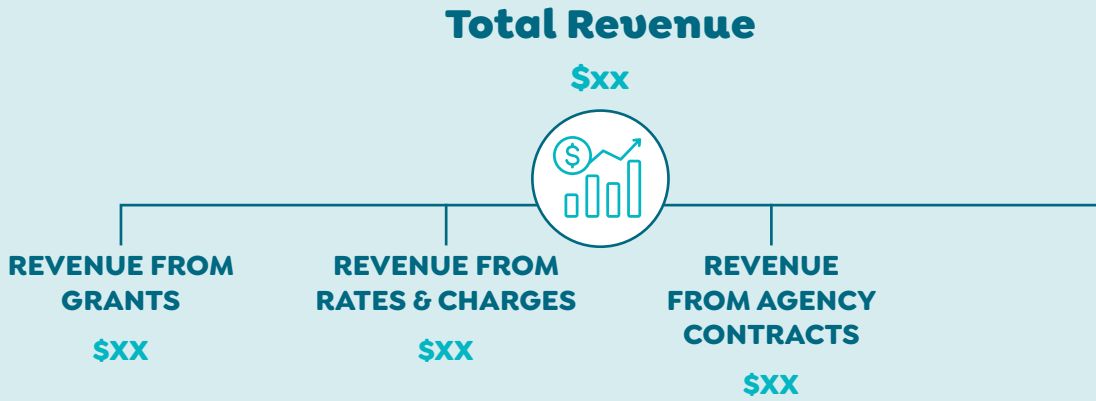 Total Revenue
$xx
$
REVENUE FROM
GRANTS
$XX
REVENUE FROM
RATES & CHARGES
$XX
REVENUE
FROM AGENCY
CONTRACTS
$XX